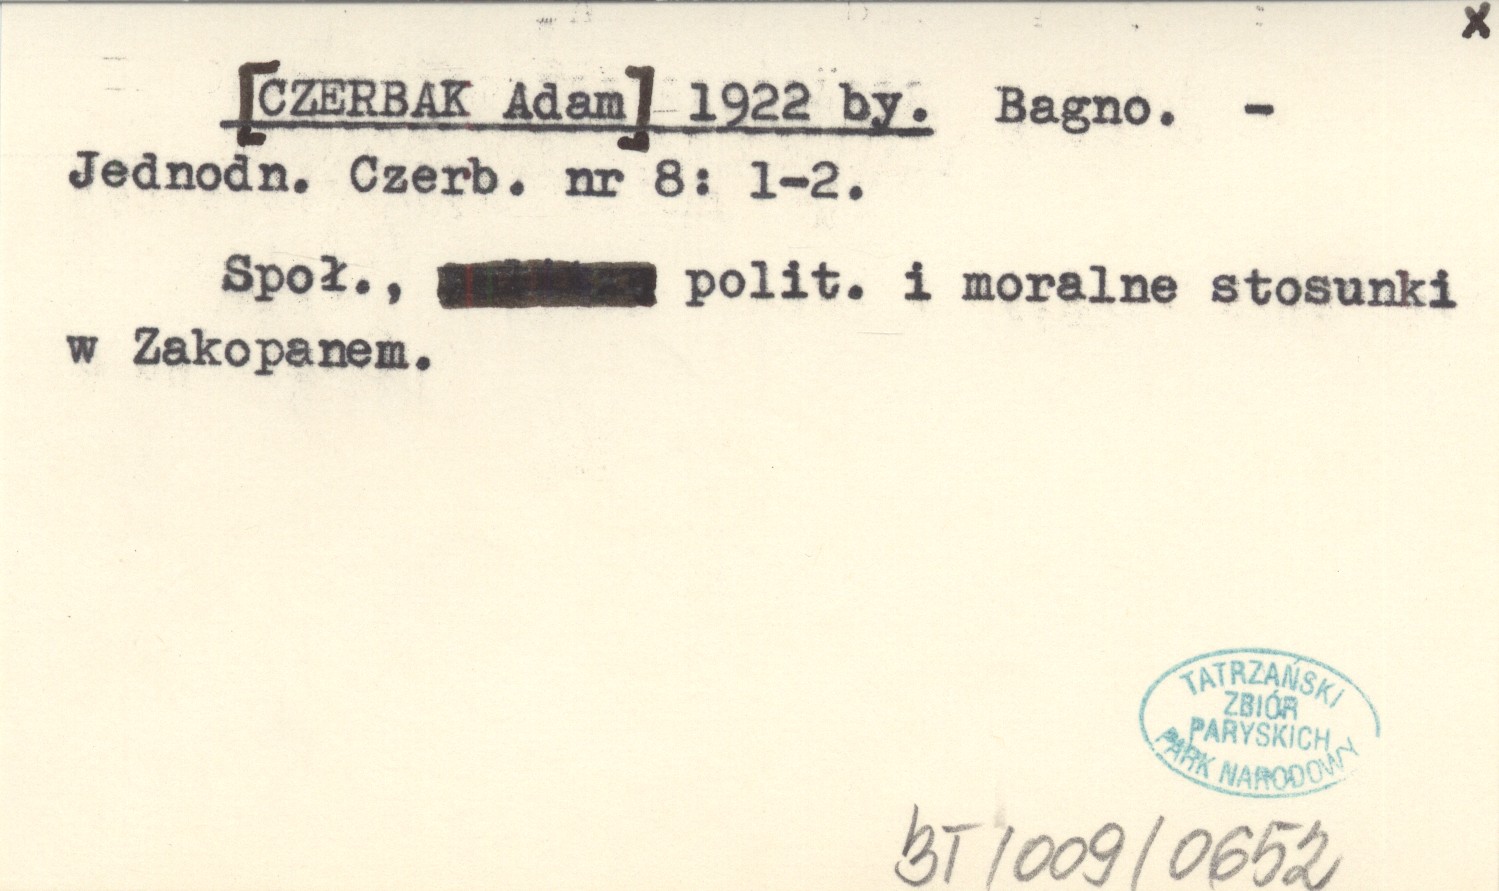 x
[CZERBAK Adam] 1922 by. Bagno. -
Jednodn. Czerb. nr 8: 1-2.
Społ., polit. i moralne stosunki
w Zakopanem.
TATRZAŃSKI
ZBIÓR
PARYSKICH
PARK NARODOWY
BT/009/0652